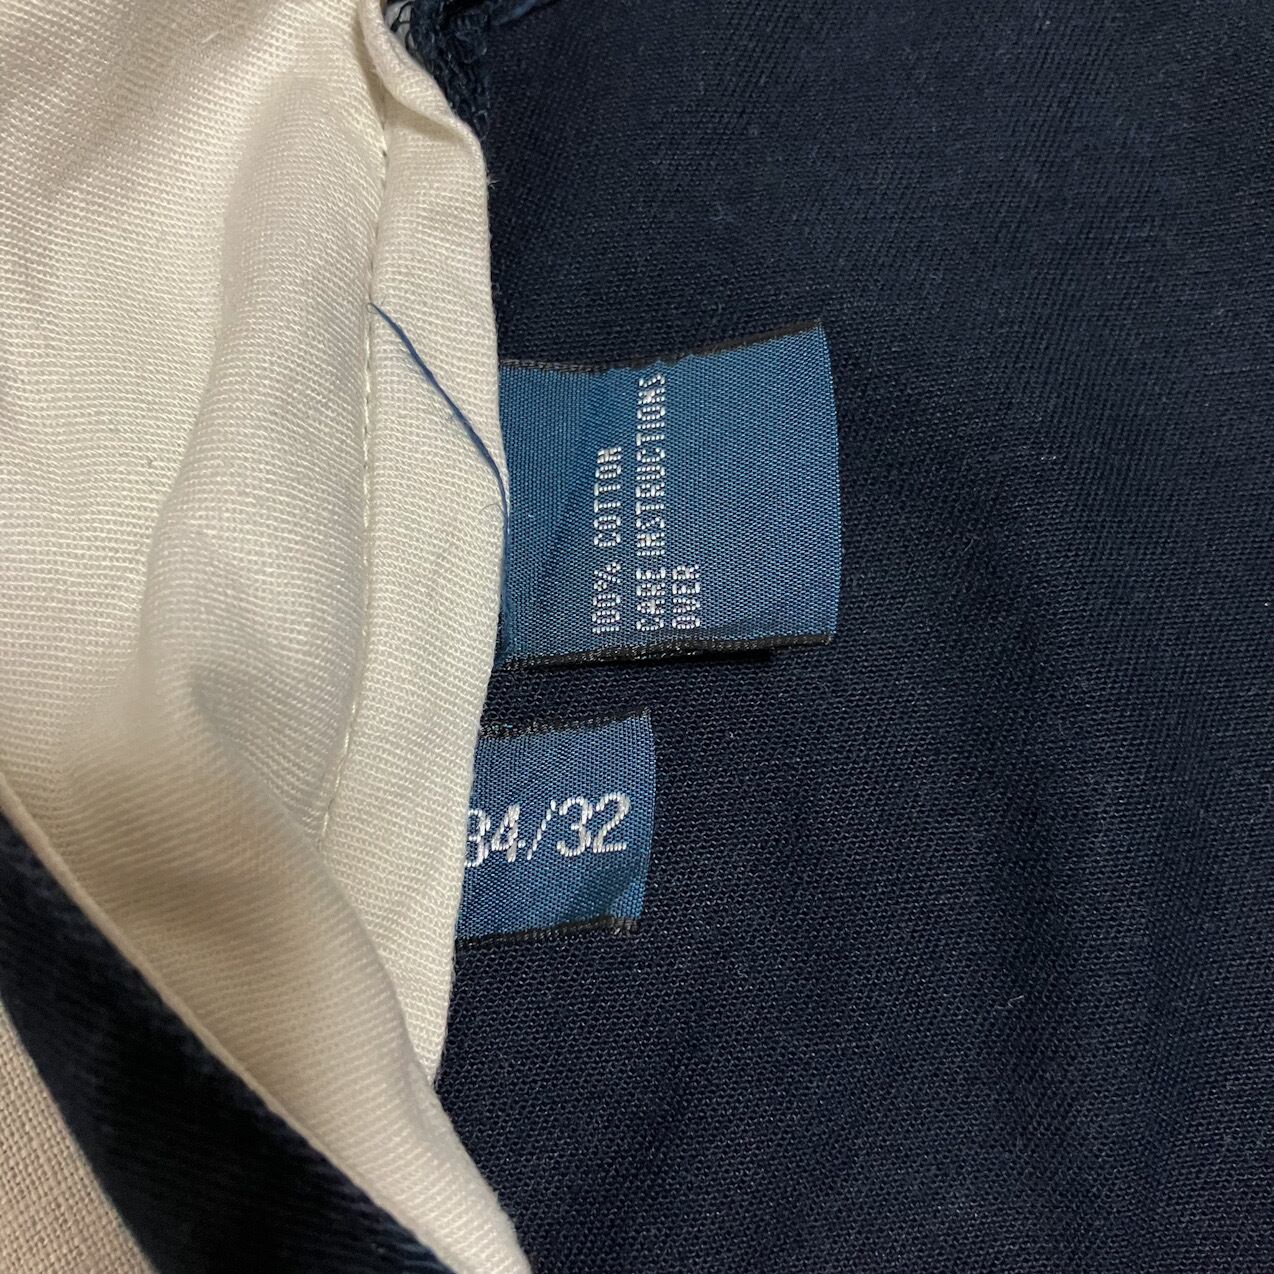 100% COTTON
CARE INSTRUCTIONS
OVER
34/32